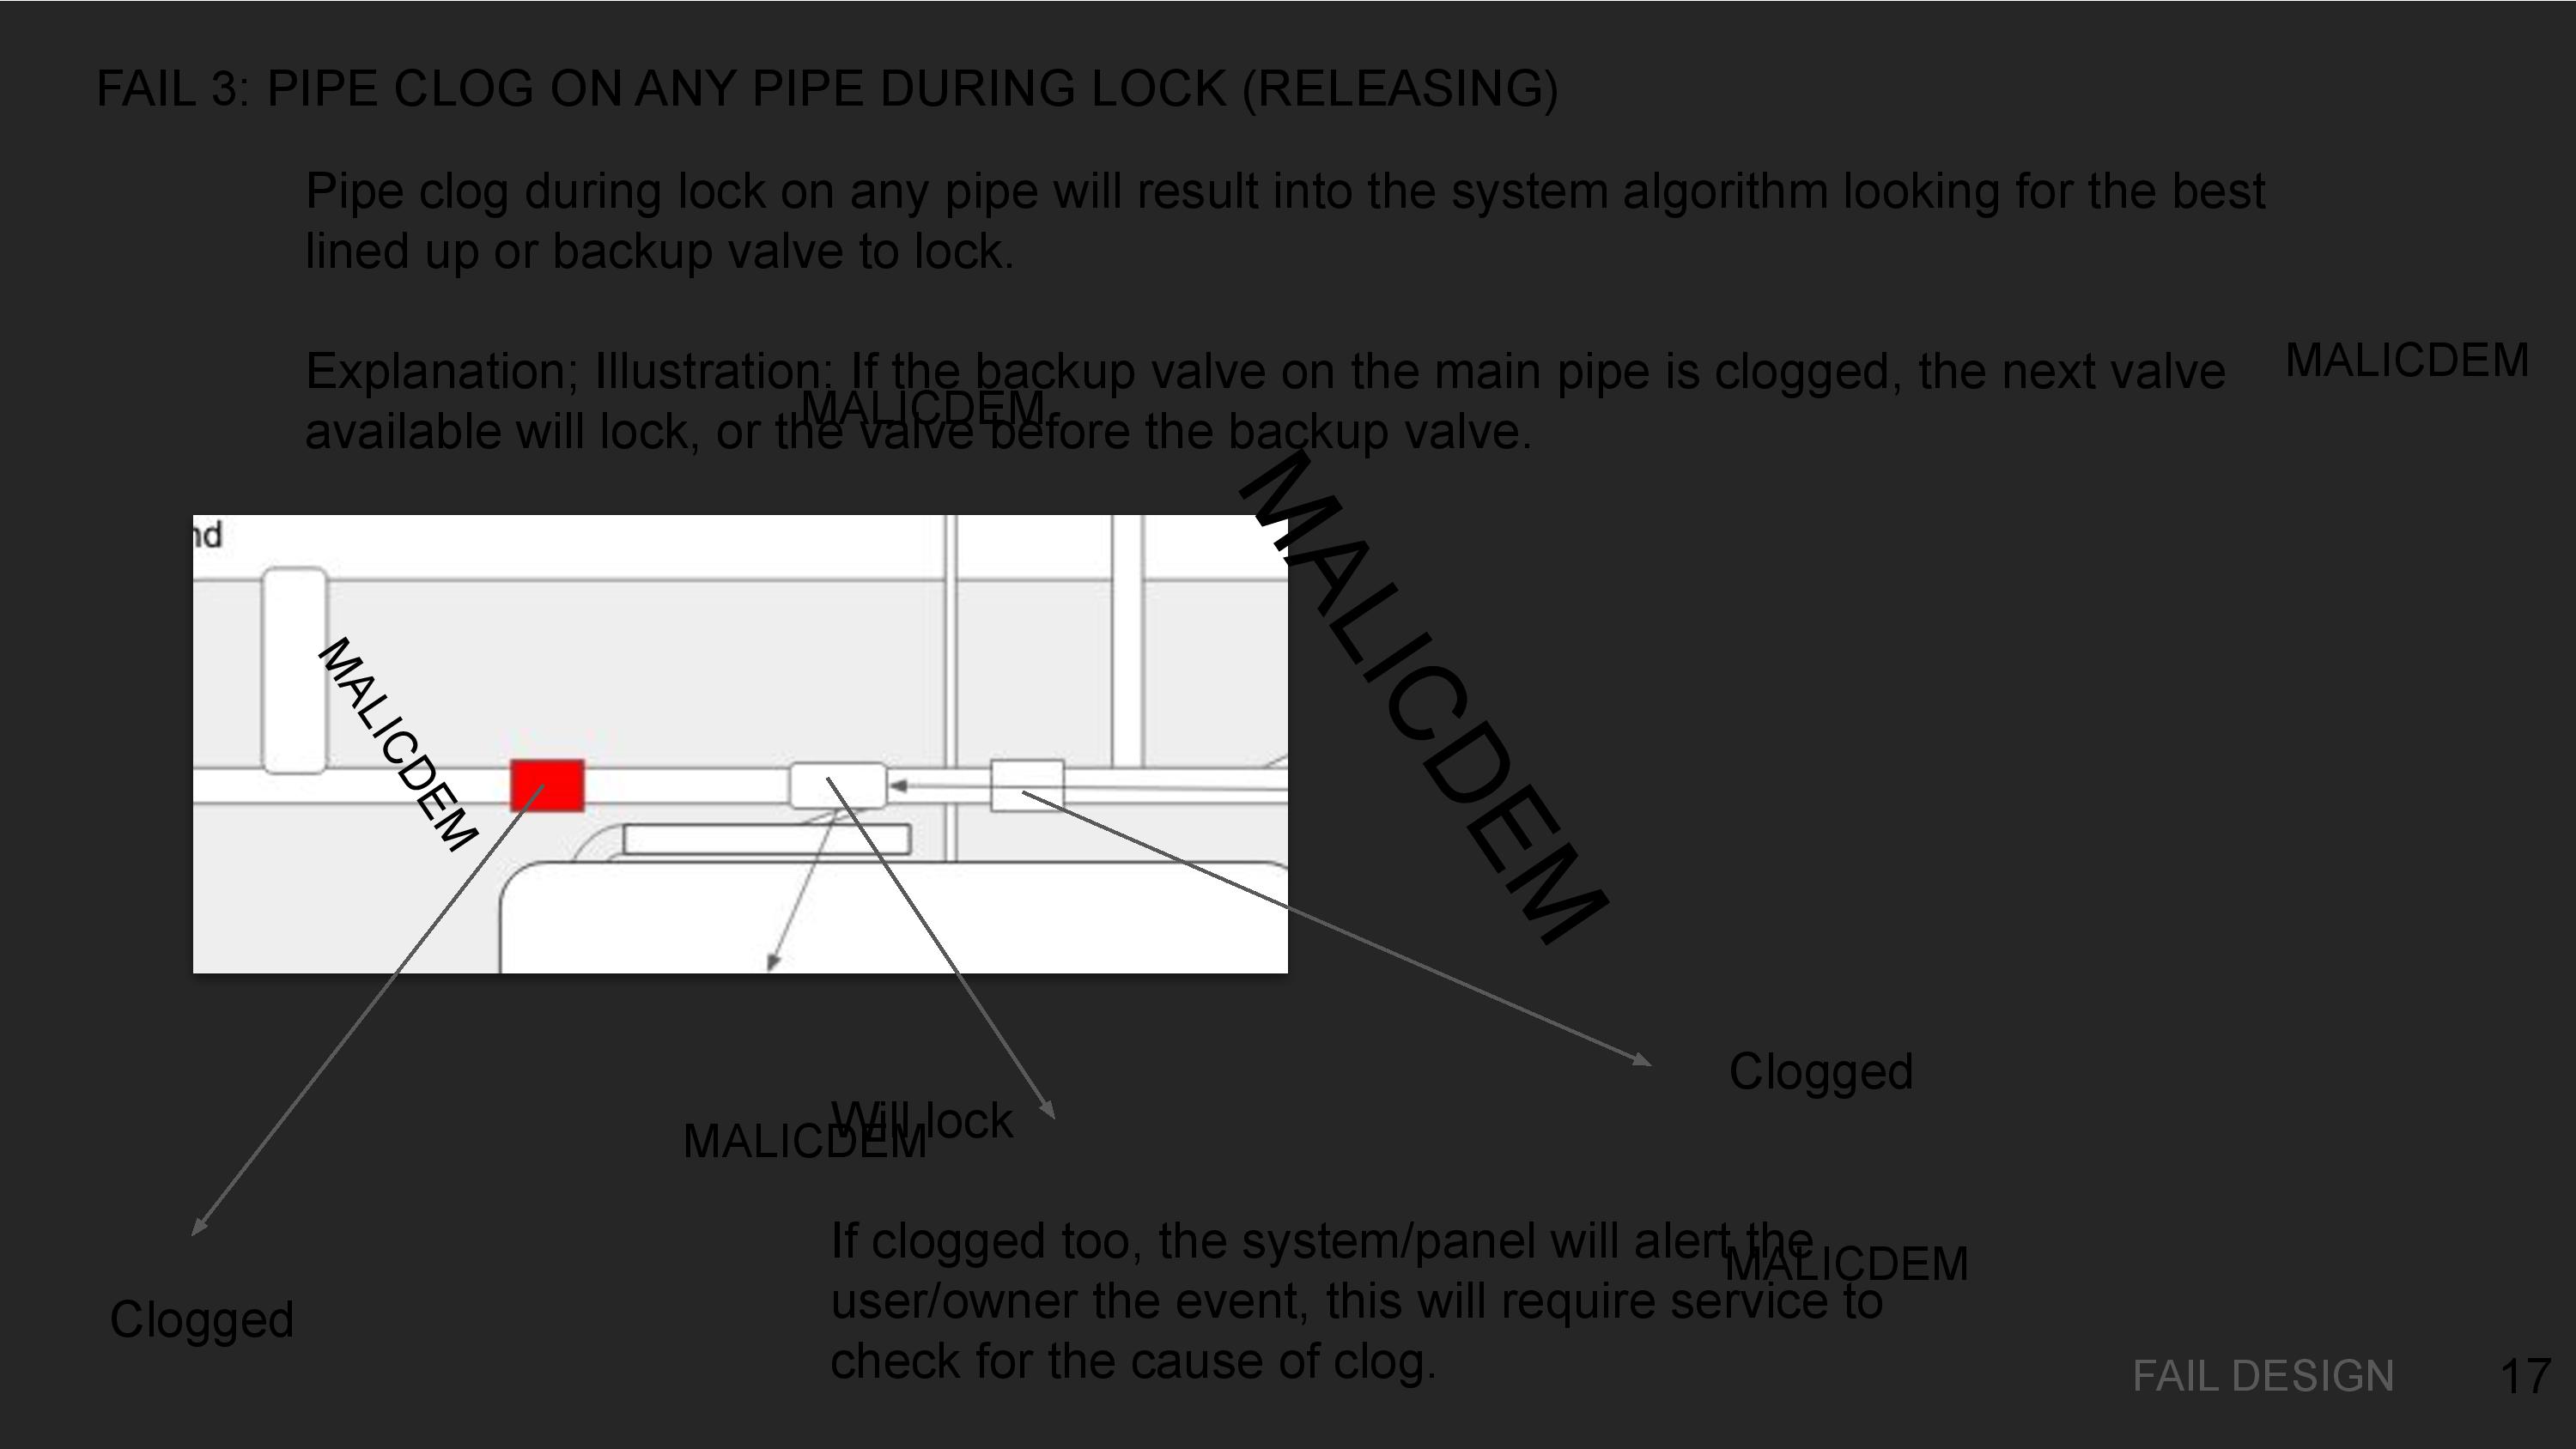 FAIL 3: PIPE CLOG ON ANY PIPE DURING LOCK (RELEASING)
Pipe clog during lock on any pipe will result into the system algorithm looking for the best
lined up or backup valve to lock.
Explanation; Illustration: If the backup valve on the main pipe is clogged, the next valve
available will lock, or the valve before the backup valve.
MALICDEM
MALICDEM
MALICDEM
nd
MALICDEM
Clogged
Will lock
MALICDEM
If clogged too, the system/panel will alert the
user/owner the event, this will require service to
check for the cause of clog.
MALICDEM
Clogged
FAIL DESIGN
17